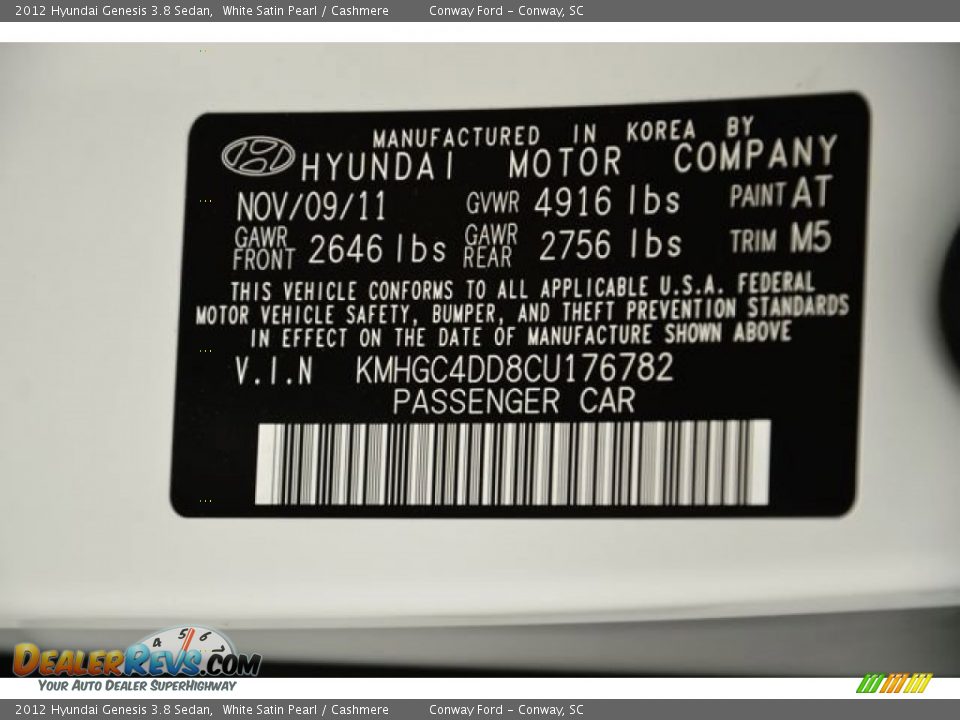 2012 Hyundai Genesis 3.8 Sedan, White Satin Pearl / Cashmere Conway Ford - Conway, SC
MANUFACTURED IN KOREA BY
HYUNDAI MOTOR COMPANY
NOV/09/11 GVWR 4916 lbs PAINT AT
GAWR FRONT 2646 lbs GAWR REAR 2756 lbs TRIM M5
THIS VEHICLE CONFORMS TO ALL APPLICABLE U.S.A. FEDERAL
MOTOR VEHICLE SAFETY, BUMPER, AND THEFT PREVENTION STANDARDS
IN EFFECT ON THE DATE OF MANUFACTURE SHOWN ABOVE
V.I.N KMHGC4DD8CU176782
PASSENGER CAR
4 5 6 7
DEALERREVS.COM
YOUR AUTO DEALER SUPERHIGHWAY
2012 Hyundai Genesis 3.8 Sedan, White Satin Pearl / Cashmere Conway Ford - Conway, SC